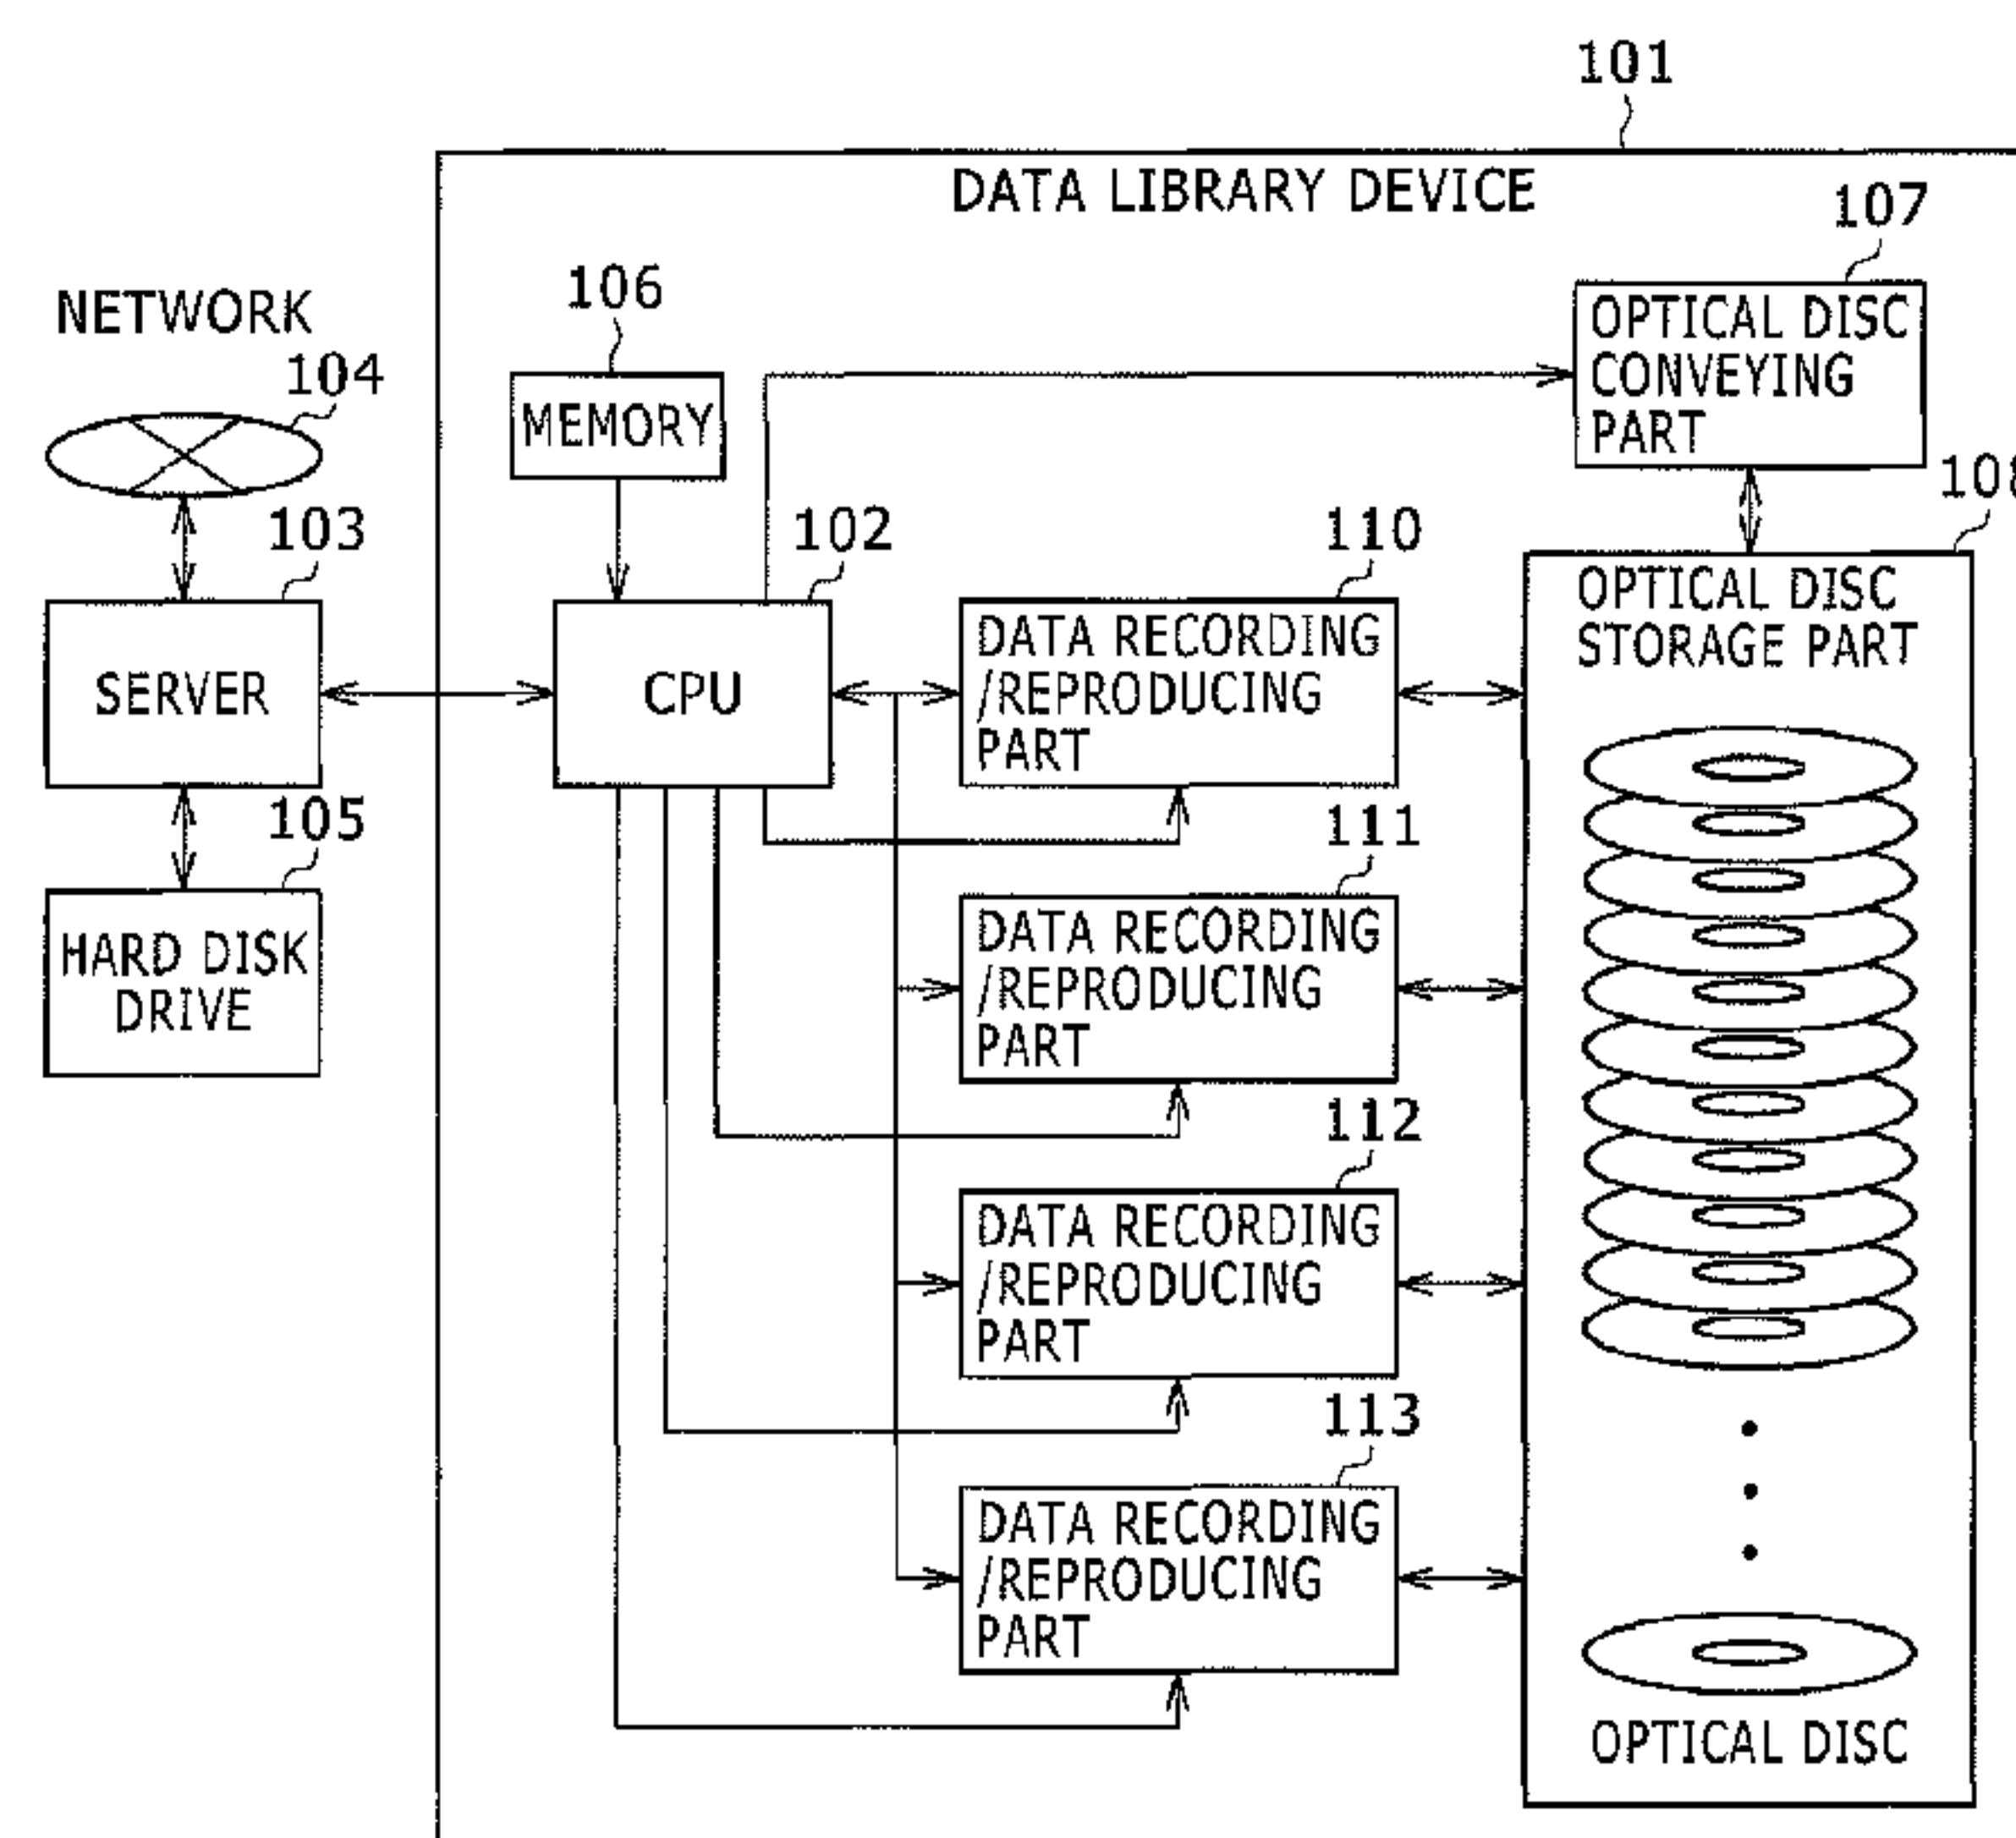 101
DATA LIBRARY DEVICE
107
106
NETWORK
OPTICAL DISC
CONVEYING
PART
104
MEMORY
108
103
102
110
OPTICAL DISC
STORAGE PART
SERVER
CPU
DATA RECORDING
/REPRODUCING
PART
105
111
HARD DISK
DRIVE
DATA RECORDING
/REPRODUCING
PART
112
DATA RECORDING
/REPRODUCING
PART
113
DATA RECORDING
/REPRODUCING
PART
OPTICAL DISC